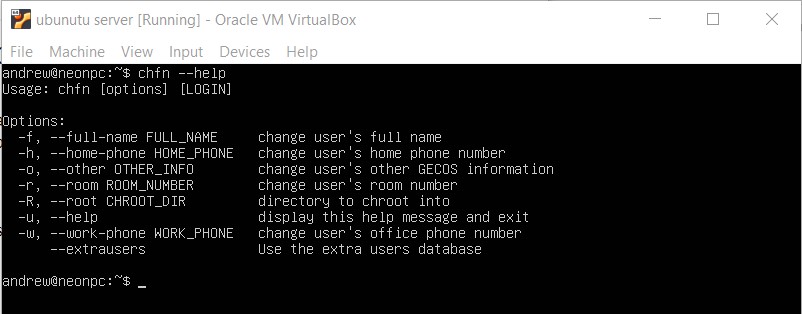 ubunutu server [Running] - Oracle VM VirtualBox
File Machine View Input Devices Help
andrew@neonpc:~$ chfn --help
Usage: chfn [options] [LOGIN]
Options:
-f, --full-name FULL_NAME change user's full name
-h, --home-phone HOME_PHONE change user's home phone number
-o, --other OTHER_INFO change user's other GECOS information
-r, --room ROOM_NUMBER change user's room number
-R, --root CHROOT_DIR directory to chroot into
-u, --help display this help message and exit
-w, --work-phone WORK_PHONE change user's office phone number
--extrausers Use the extra users database
andrew@neonpc:~$ _